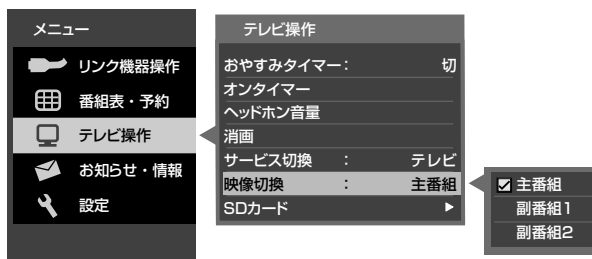 メニュー
リンク機器操作
番組表・予約
テレビ操作
お知らせ・情報
設定
テレビ操作
おやすみタイマー： 切
オンタイマー
ヘッドホン音量
消画
サービス切換 ： テレビ
映像切換 ： 主番組
SDカード
主番組
副番組1
副番組2